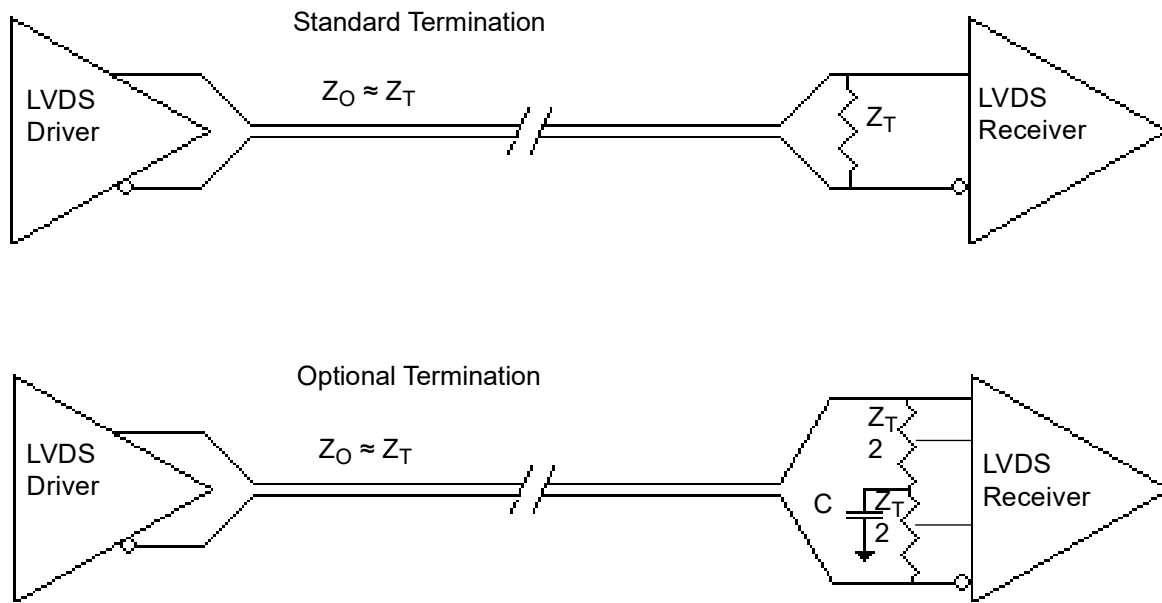 Standard Termination
LVDS
Driver
Z_O ≈ Z_T
Z_T
LVDS
Receiver
Optional Termination
LVDS
Driver
Z_O ≈ Z_T
Z_T
2
C
Z_T
2
LVDS
Receiver